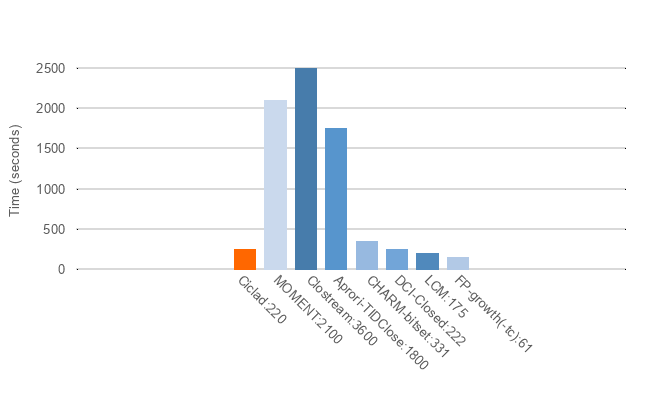 2500
2000
1500
1000
500
0
Time (seconds)
Ciclad:220
MOMENT:2100
Clostream:3600
Aprori-TIDClose:1800
CHARM-bitset:331
DCI-Closed:222
LCM:175
FP-growth(-tc):61